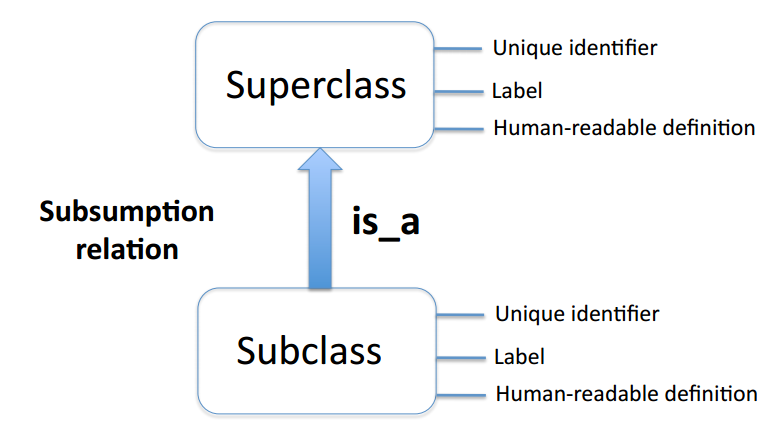 Superclass
Unique identifier
Label
Human-readable definition
Subsumption
relation
is_a
Subclass
Unique identifier
Label
Human-readable definition